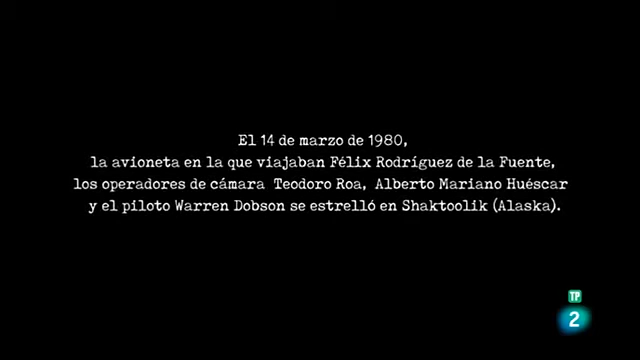 El 14 de marzo de 1980,
la avioneta en la que viajaban Félix Rodríguez de la Fuente,
los operadores de cámara Teodoro Roa, Alberto Mariano Huéscar
y el piloto Warren Dobson se estrelló en Shaktoolik (Alaska).
TP
2